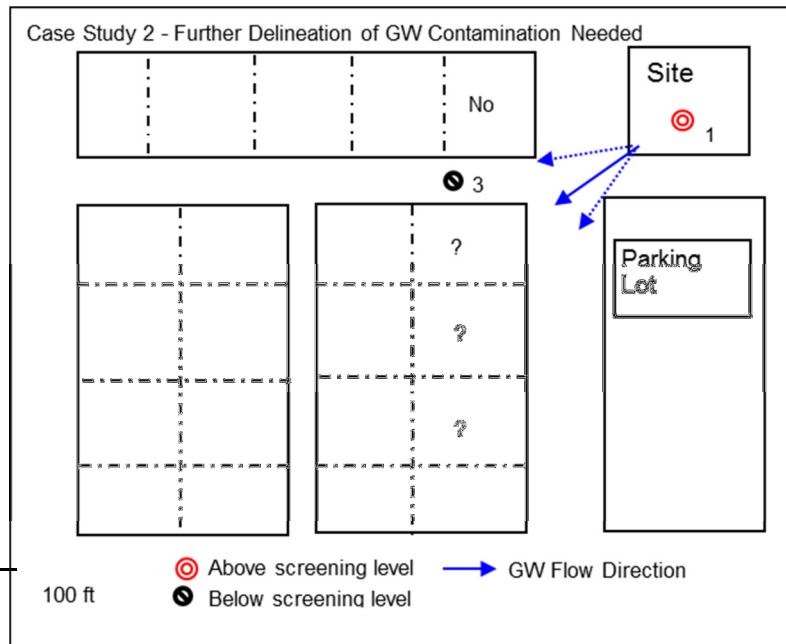 Case Study 2 - Further Delineation of GW Contamination Needed
Site
1
No
3
?
?
?
Parking
Lot
Above screening level
GW Flow Direction
100 ft
Below screening level